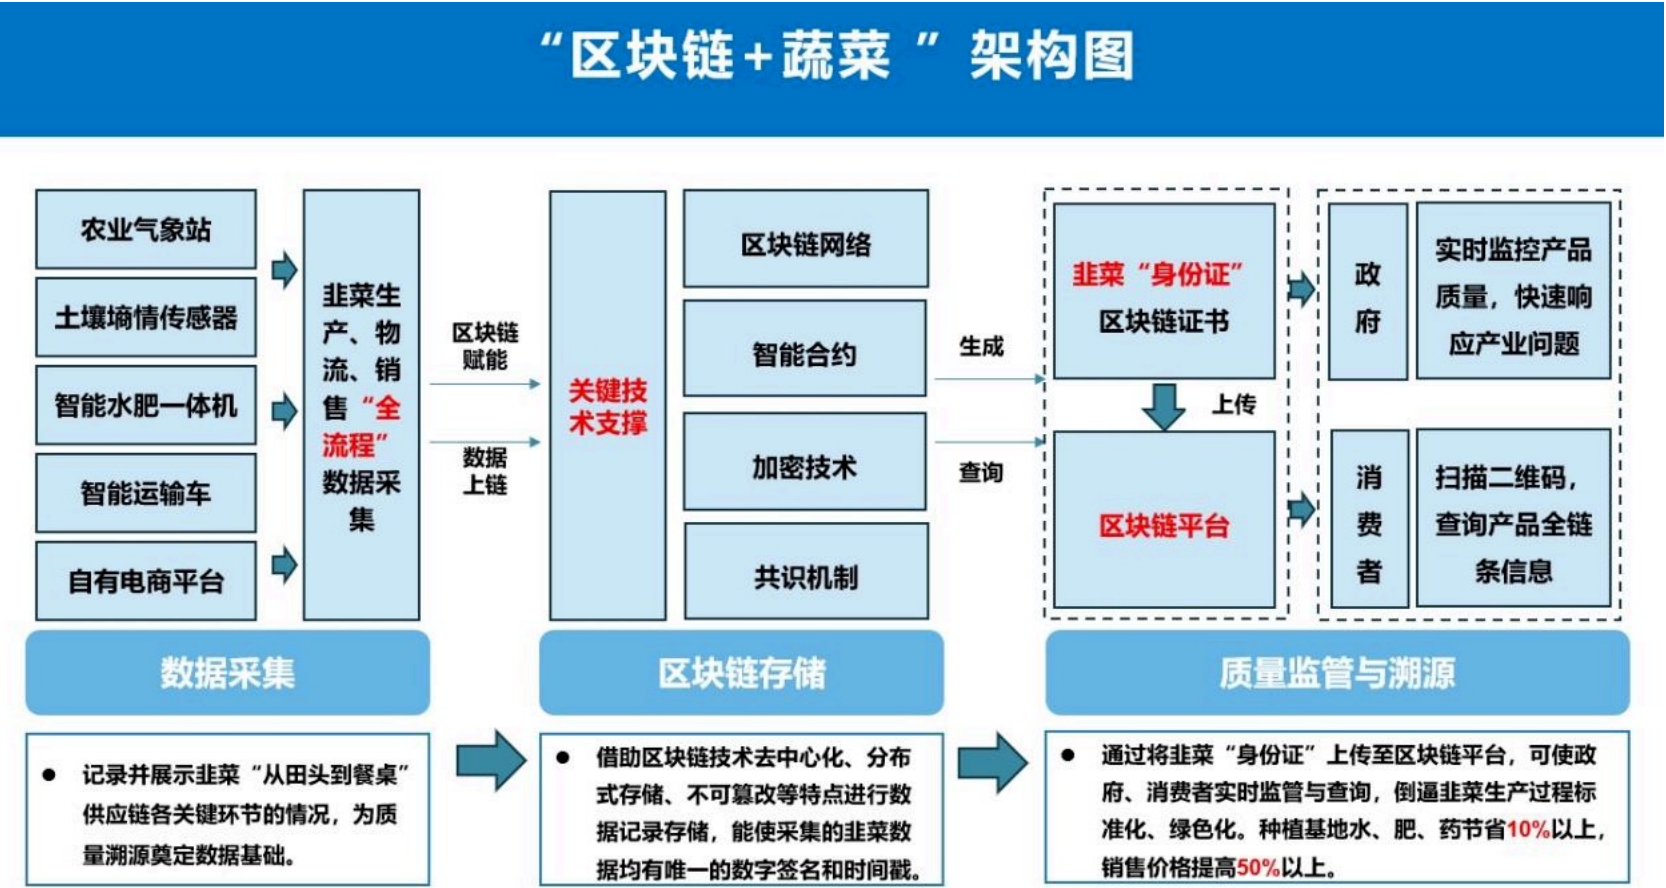 “区块链+蔬菜 ”架构图
农业气象站
土壤墒情传感器
智能水肥一体机
智能运输车
自有电商平台
韭菜生
产、物
流、销
售“全
流程”
数据采
集
区块链
赋能
数据
上链
关键技
术支撑
区块链网络
智能合约
加密技术
共识机制
生成
查询
韭菜“身份证”
区块链证书
上传
区块链平台
政
府
实时监控产品
质量，快速响
应产业问题
消
费
者
扫描二维码，
查询产品全链
条信息
数据采集
区块链存储
质量监管与溯源
● 记录并展示韭菜“从田头到餐桌”
供应链各关键环节的情况，为质
量溯源奠定数据基础。
● 借助区块链技术去中心化、分布
式存储、不可篡改等特点进行数
据记录存储，能使采集的韭菜数
据均有唯一的数字签名和时间戳。
● 通过将韭菜“身份证”上传至区块链平台，可使政
府、消费者实时监管与查询，倒逼韭菜生产过程标
准化、绿色化。种植基地水、肥、药节省10%以上，
销售价格提高50%以上。